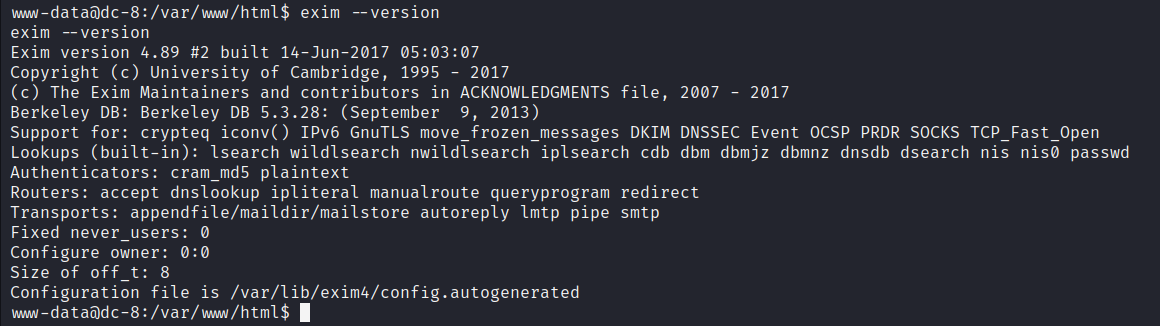 www-data@dc-8:/var/www/html$ exim --version
exim --version
Exim version 4.89 #2 built 14-Jun-2017 05:03:07
Copyright (c) University of Cambridge, 1995 - 2017
(c) The Exim Maintainers and contributors in ACKNOWLEDGMENTS file, 2007 - 2017
Berkeley DB: Berkeley DB 5.3.28: (September  9, 2013)
Support for: crypteq iconv() IPv6 GnuTLS move_frozen_messages DKIM DNSSEC Event OCSP PRDR SOCKS TCP_Fast_Open
Lookups (built-in): lsearch wildlsearch nwildlsearch iplsearch cdb dbm dbmjz dbmnz dnsdb dsearch nis nis0 passwd
Authenticators: cram_md5 plaintext
Routers: accept dnslookup ipliteral manualroute queryprogram redirect
Transports: appendfile/maildir/mailstore autoreply lmtp pipe smtp
Fixed never_users: 0
Configure owner: 0:0
Size of off_t: 8
Configuration file is /var/lib/exim4/config.autogenerated
www-data@dc-8:/var/www/html$